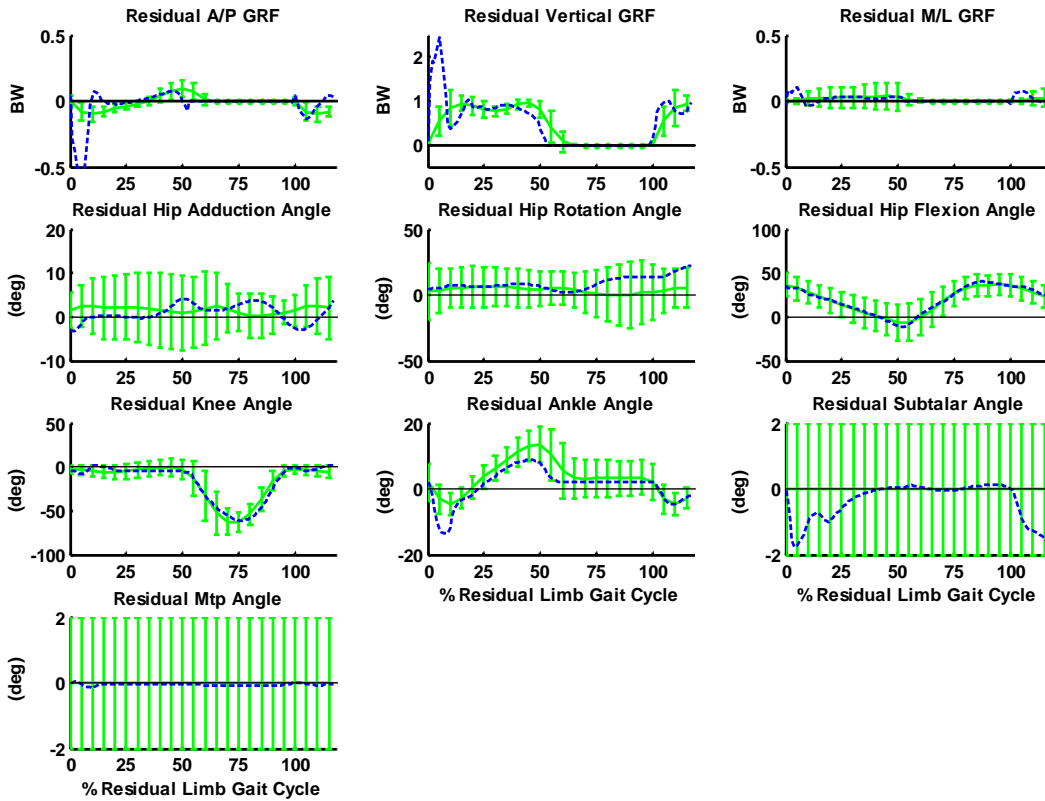 Residual A/P GRF
Residual Vertical GRF
Residual M/L GRF
BW
0.5
0
-0.5
0 25 50 75 100
BW
2
1
0
0 25 50 75 100
BW
0.5
0
-0.5
0 25 50 75 100
Residual Hip Adduction Angle
Residual Hip Rotation Angle
Residual Hip Flexion Angle
(deg)
20
10
0
-10
0 25 50 75 100
50
0
-50
0 25 50 75 100
100
50
0
-50
0 25 50 75 100
Residual Knee Angle
Residual Ankle Angle
Residual Subtalar Angle
(deg)
50
0
-50
-100
0 25 50 75 100
20
0
-20
0 25 50 75 100
% Residual Limb Gait Cycle
2
0
-2
0 25 50 75 100
% Residual Limb Gait Cycle
Residual Mtp Angle
(deg)
2
0
-2
0 25 50 75 100
% Residual Limb Gait Cycle